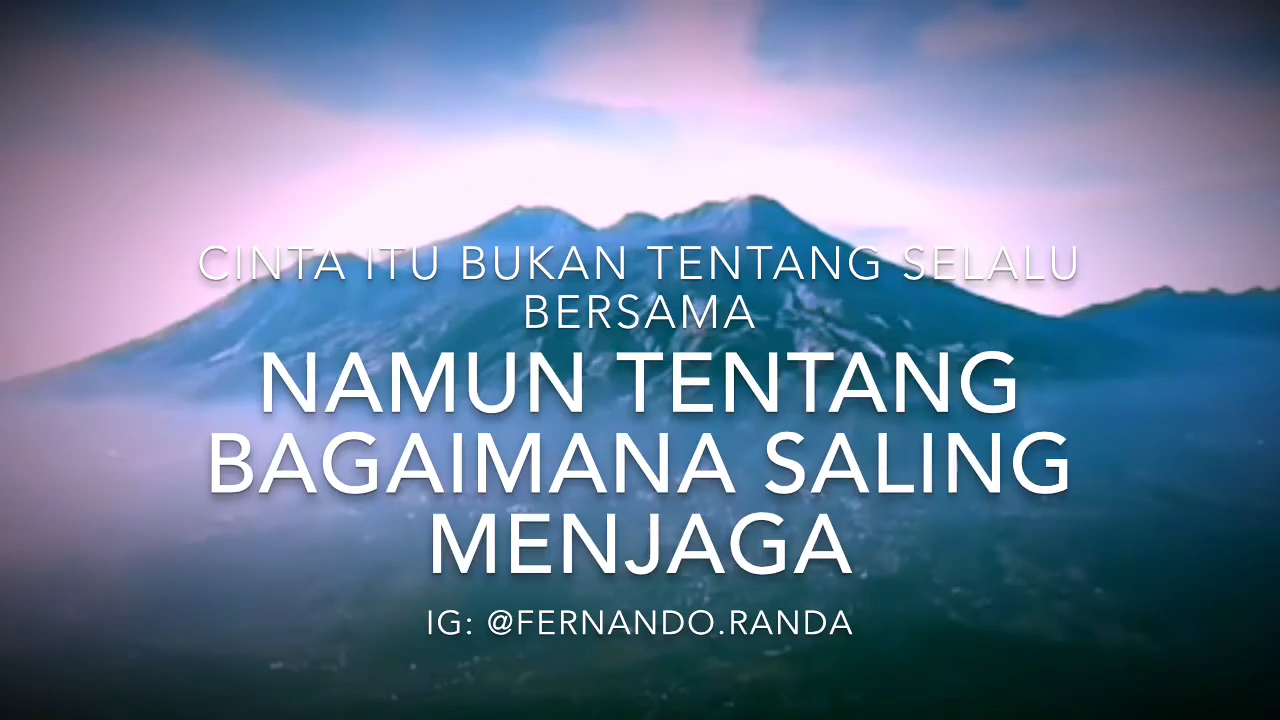 CINTA ITU BUKAN TENTANG SELALU
BERSAMA
NAMUN TENTANG
BAGAIMANA SALING
MENJAGA
IG: @FERNANDO.RANDA